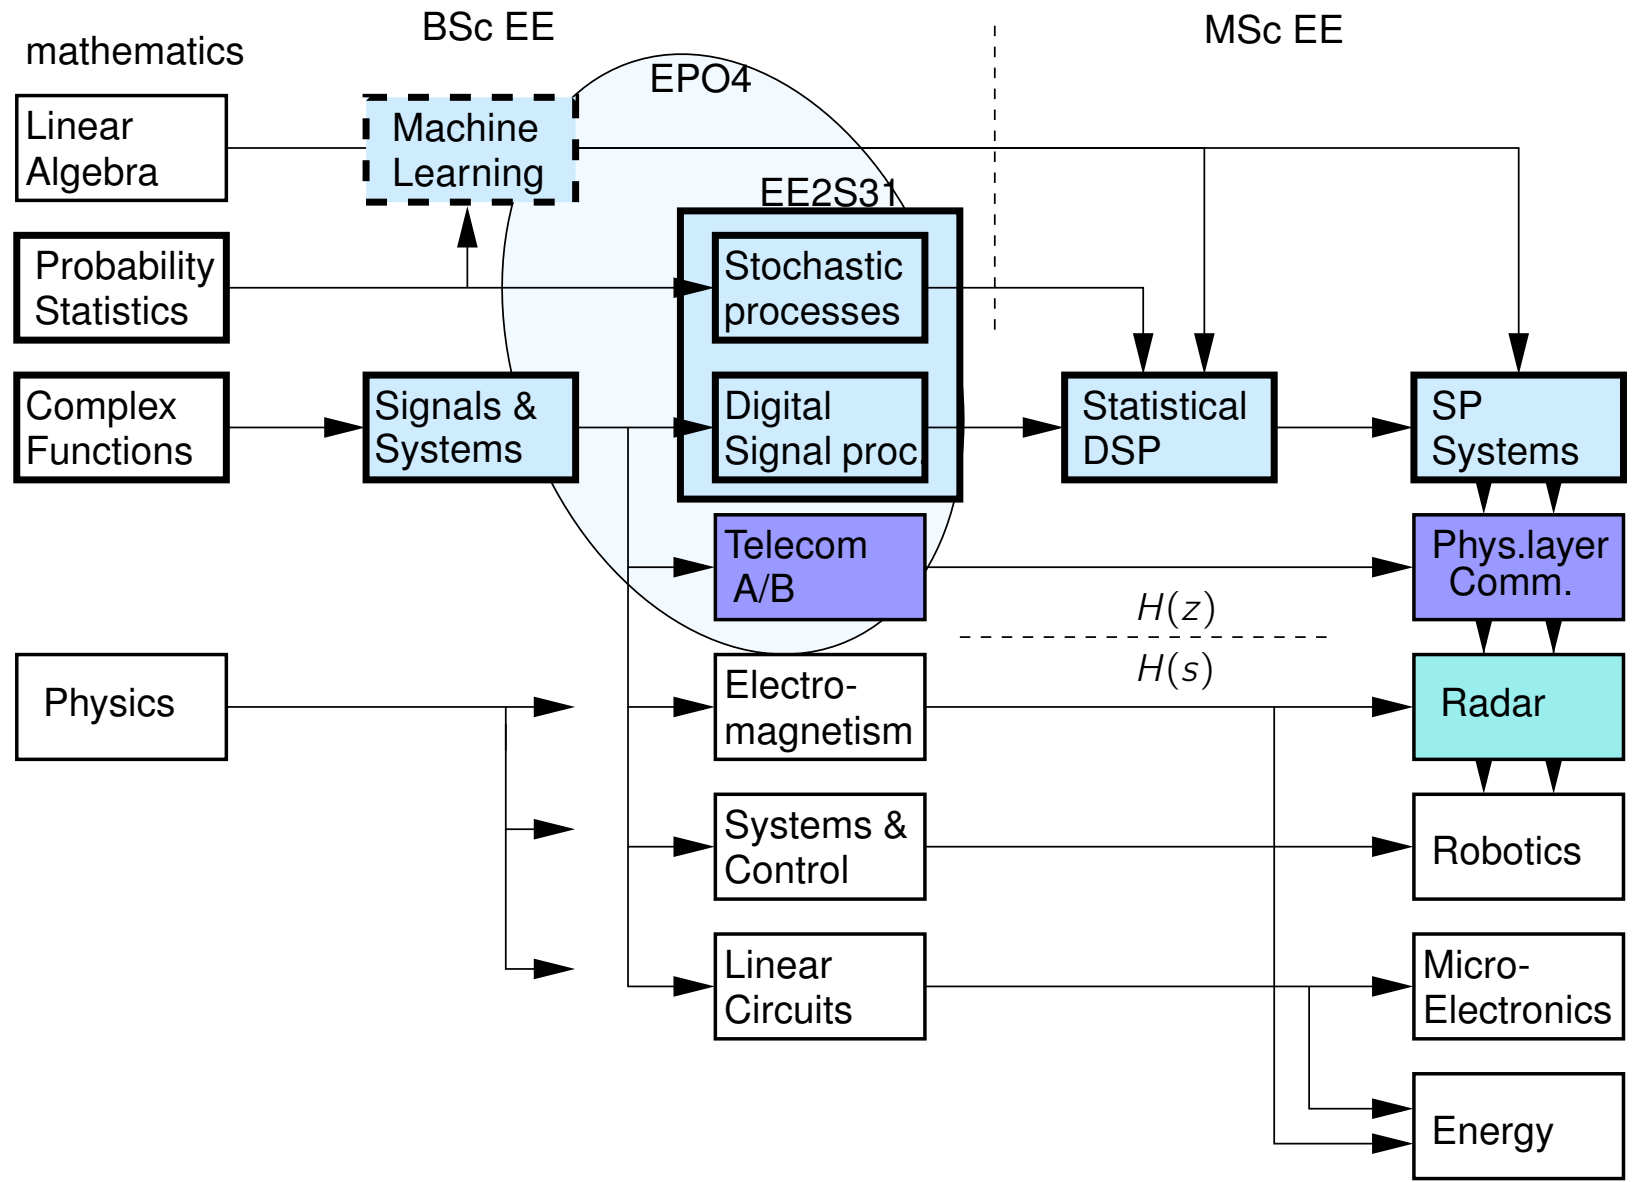 BSc EE
MSc EE
mathematics
EPO4
Linear
Algebra
Machine
Learning
EE2S31
Probability
Statistics
Stochastic
processes
Complex
Functions
Signals &
Systems
Digital
Signal proc.
Statistical
DSP
SP
Systems
Telecom
A/B
Phys.layer
Comm.
H(z)
H(s)
Physics
Electro-
magnetism
Radar
Systems &
Control
Robotics
Linear
Circuits
Micro-
Electronics
Energy